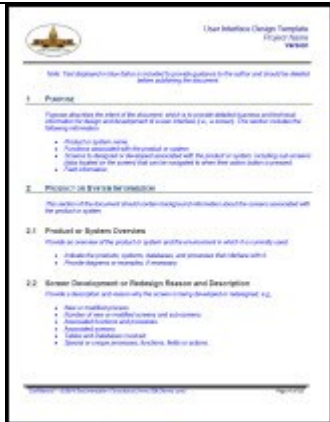 User Interface Design Template
Project Name
Version
Note: Text displayed in blue italics is included to provide guidance to the author and should be deleted
before publishing the document.
1 PURPOSE
Purpose describes the intent of the document, which is to provide detailed business and technical
information for design and development of a user interface (i.e., a screen). This section includes the
following information:
Product or system name
Functions associated with the product or system
Screens to be designed or developed associated with the product or system, including sub-screens
(links located on the screen) that can be navigated to when their action button is pressed
Field information
2 PRODUCT OR SYSTEM INFORMATION
This section of the document should contain background information about the screens associated with
the product or system.
2.1 Product or System Overview
Provide an overview of the product or system and the environment in which it is currently used.
Indicate the products, systems, databases, and processes that interface with it.
Provide diagrams or examples, if necessary.
2.2 Screen Development or Redesign Reason and Description
Provide a description and reason why the screen is being developed or redesigned, e.g.,
New or modified process
Number of new or modified screens and sub-screens
Associated functions and processes
Associated screens
Tables and Databases involved
Special or unique processes, functions, fields or actions